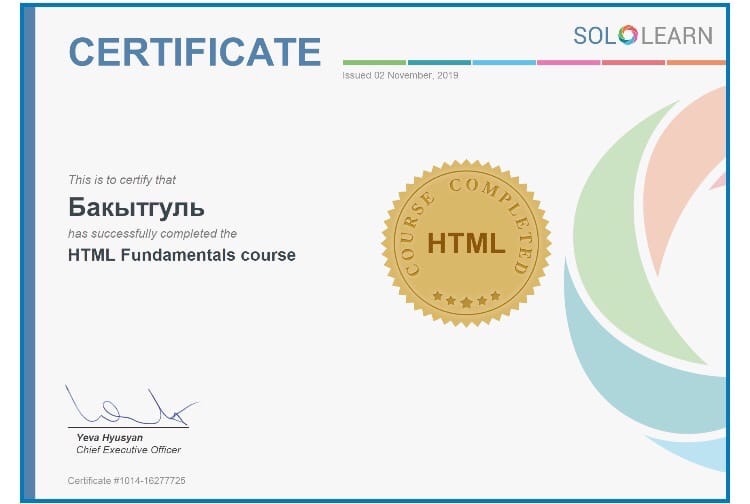 CERTIFICATE
SOLOLEARN
Issued 02 November, 2019
This is to certify that
Бакытгуль
has successfully completed the
HTML Fundamentals course
COURSE COMPLETED
HTML
Yeva Hyusyan
Chief Executive Officer
Certificate #1014-16277725